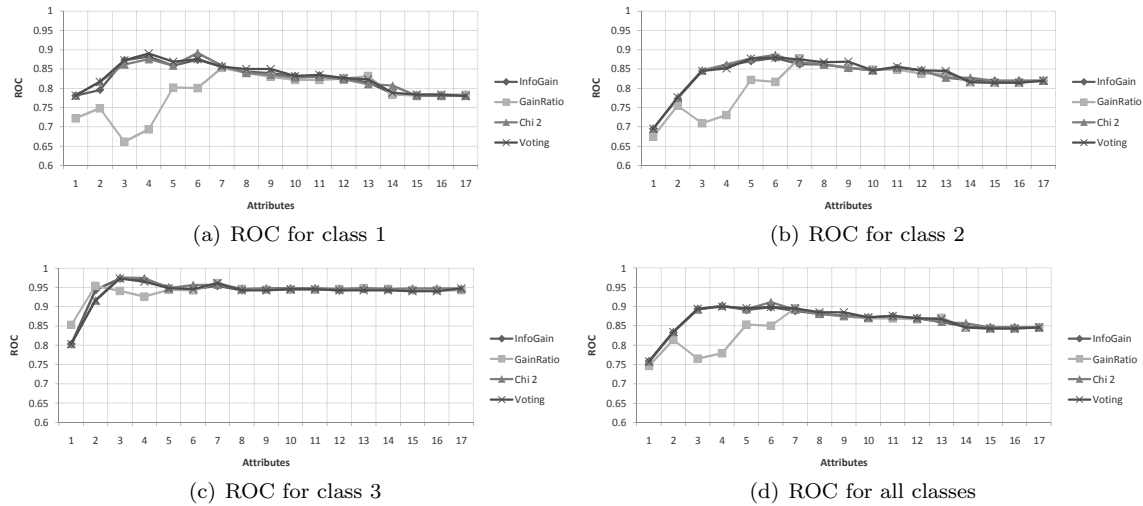 1
0.95
0.9
0.85
0.8
0.75
0.7
0.65
0.6
ROC
1 2 3 4 5 6 7 8 9 10 11 12 13 14 15 16 17
Attributes
InfoGain
GainRatio
Chi 2
Voting
(a) ROC for class 1
1
0.95
0.9
0.85
0.8
0.75
0.7
0.65
0.6
ROC
1 2 3 4 5 6 7 8 9 10 11 12 13 14 15 16 17
Attributes
InfoGain
GainRatio
Chi 2
Voting
(b) ROC for class 2
1
0.95
0.9
0.85
0.8
0.75
0.7
0.65
0.6
ROC
1 2 3 4 5 6 7 8 9 10 11 12 13 14 15 16 17
Attributes
InfoGain
GainRatio
Chi 2
Voting
(c) ROC for class 3
1
0.95
0.9
0.85
0.8
0.75
0.7
0.65
0.6
ROC
1 2 3 4 5 6 7 8 9 10 11 12 13 14 15 16 17
Attributes
InfoGain
GainRatio
Chi 2
Voting
(d) ROC for all classes